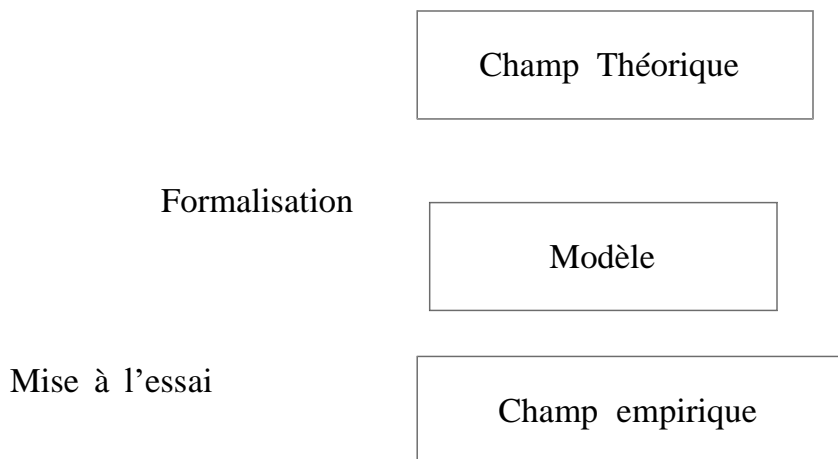 Champ Théorique
Formalisation
Modèle
Mise à l’essai
Champ empirique